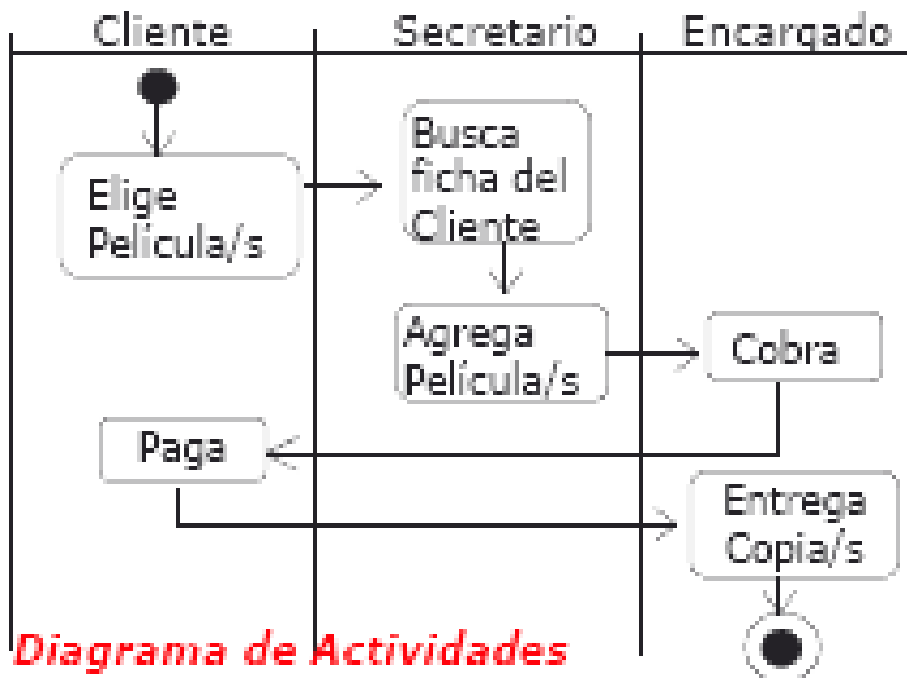 Cliente Secretario Encargado
Busca
ficha del
Cliente
Elige
Película/s
Agrega
Película/s
Cobra
Paga
Entrega
Copia/s
Diagrama de Actividades